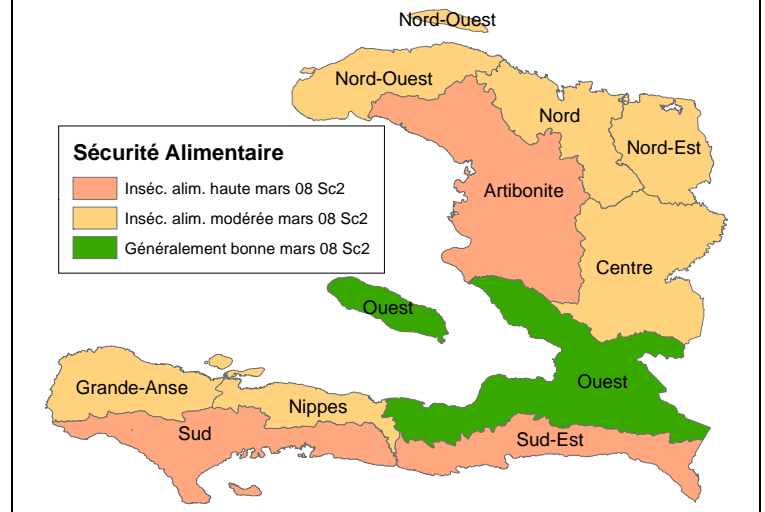 Nord-Ouest
Nord-Ouest
Nord
Nord-Est
Sécurité Alimentaire
Inséc. alim. haute mars 08 Sc2
Inséc. alim. modérée mars 08 Sc2
Généralement bonne mars 08 Sc2
Artibonite
Centre
Ouest
Ouest
Grande-Anse
Nippes
Sud
Sud-Est